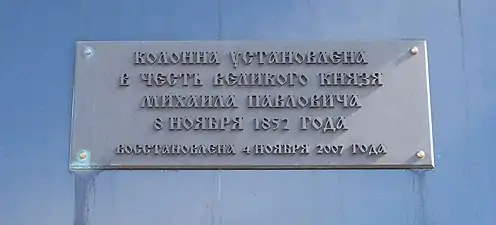 КОЛОННА УСТАНОВЛЕНА
В ЧЕСТЬ ВЕЛИКОГО КНЯЗЯ
МИХАИЛА ПАВЛОВИЧА
8 НОЯБРЯ 1852 ГОДА
ВОССТАНОВЛЕНА 4 НОЯБРЯ 2007 ГОДА